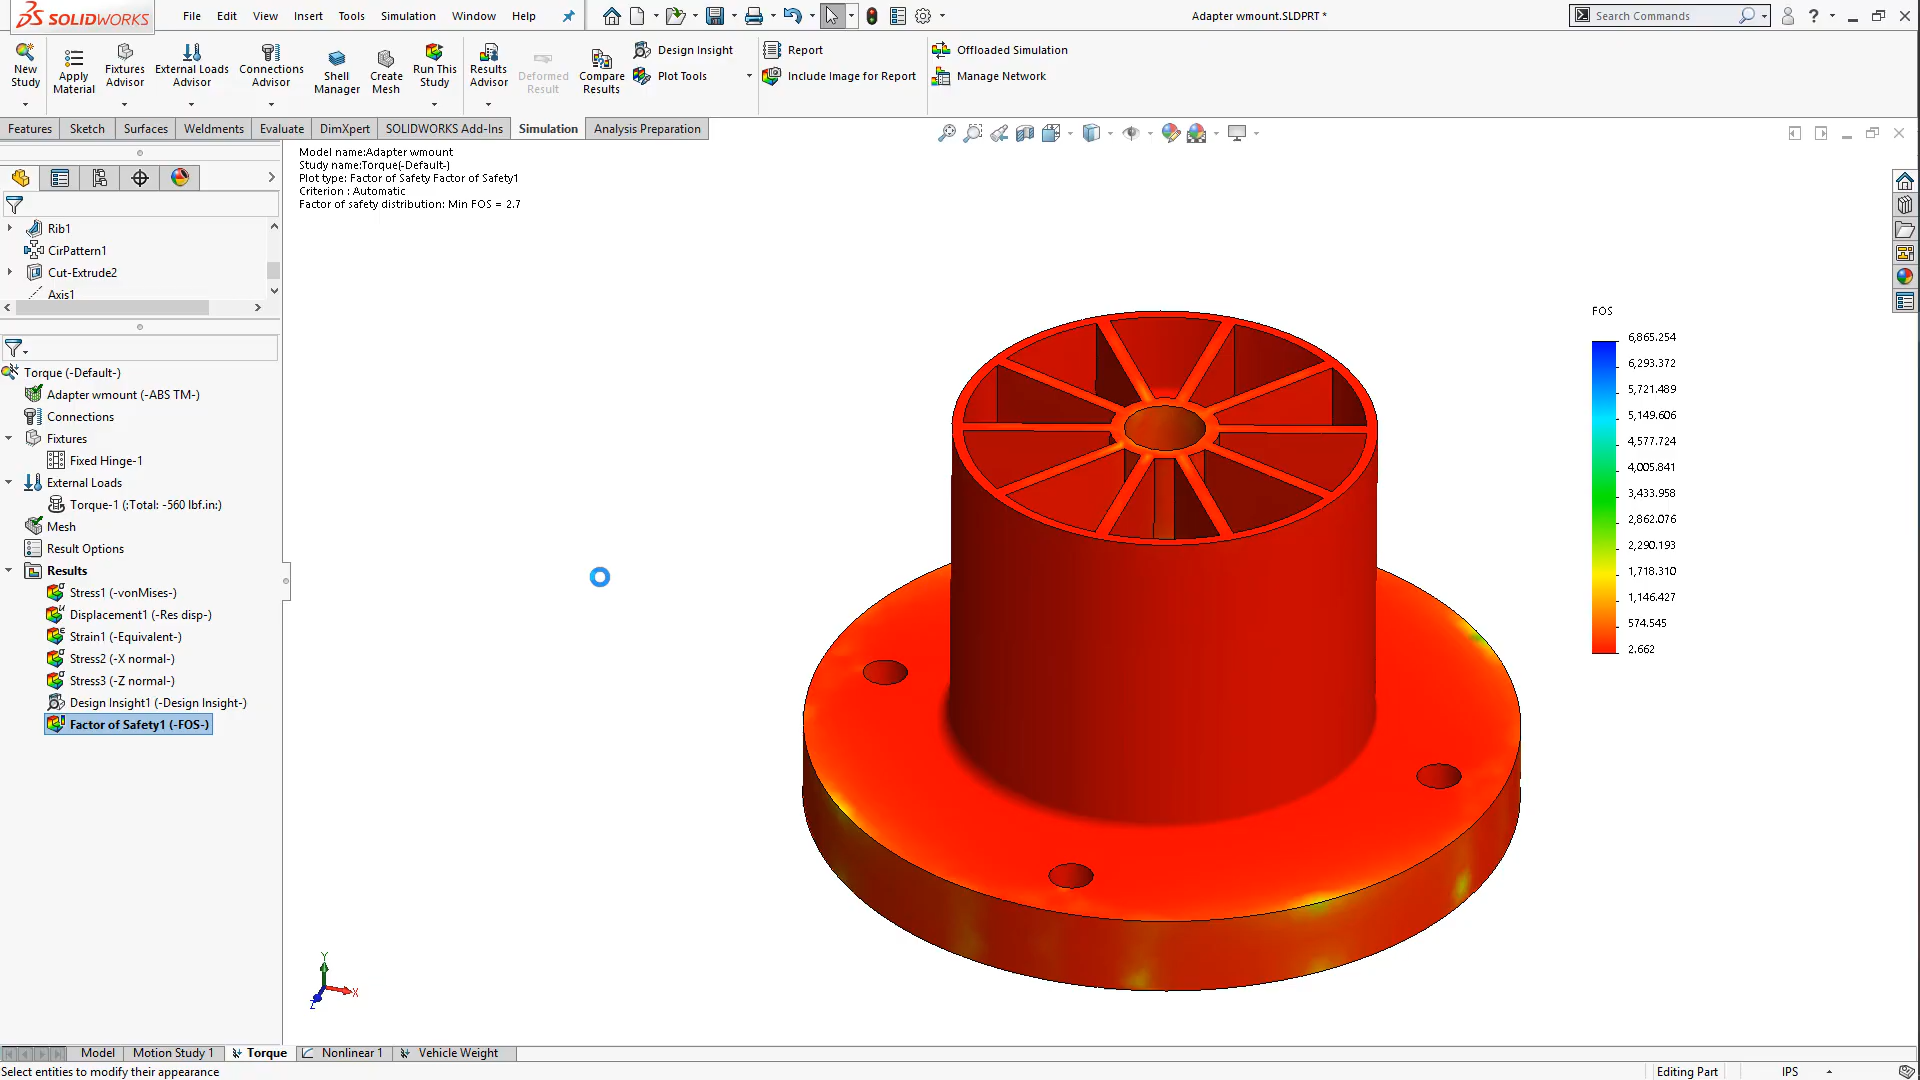 SOLIDWORKS
File Edit View Insert Tools Simulation Window Help
Adapter wmount.SLDPRT *
Search Commands
?
New Study
Apply Material
Fixtures Advisor
External Loads Advisor
Connections Advisor
Shell Manager
Create Mesh
Run This Study
Results Advisor
Deformed Result
Compare Results
Design Insight
Plot Tools
Report
Include Image for Report
Offloaded Simulation
Manage Network
Features Sketch Surfaces Weldments Evaluate DimXpert SOLIDWORKS Add-Ins Simulation Analysis Preparation
Model name:Adapter wmount
Study name:Torque(-Default-)
Plot type: Factor of Safety Factor of Safety1
Criterion : Automatic
Factor of safety distribution: Min FOS = 2.7
Rib1
CirPattern1
Cut-Extrude2
Axis1
Torque (-Default-)
Adapter wmount (-ABS TM-)
Connections
Fixtures
Fixed Hinge-1
External Loads
Torque-1 (:Total: -560 lbf.in:)
Mesh
Result Options
Results
Stress1 (-vonMises-)
Displacement1 (-Res disp-)
Strain1 (-Equivalent-)
Stress2 (-X normal-)
Stress3 (-Z normal-)
Design Insight1 (-Design Insight-)
Factor of Safety1 (-FOS-)
FOS
6,865.254
6,293.372
5,721.489
5,149.606
4,577.724
4,005.841
3,433.958
2,862.076
2,290.193
1,718.310
1,146.427
574.545
2.662
Y
X
Z
Model Motion Study 1 Torque Nonlinear 1 Vehicle Weight
Select entities to modify their appearance
Editing Part
IPS